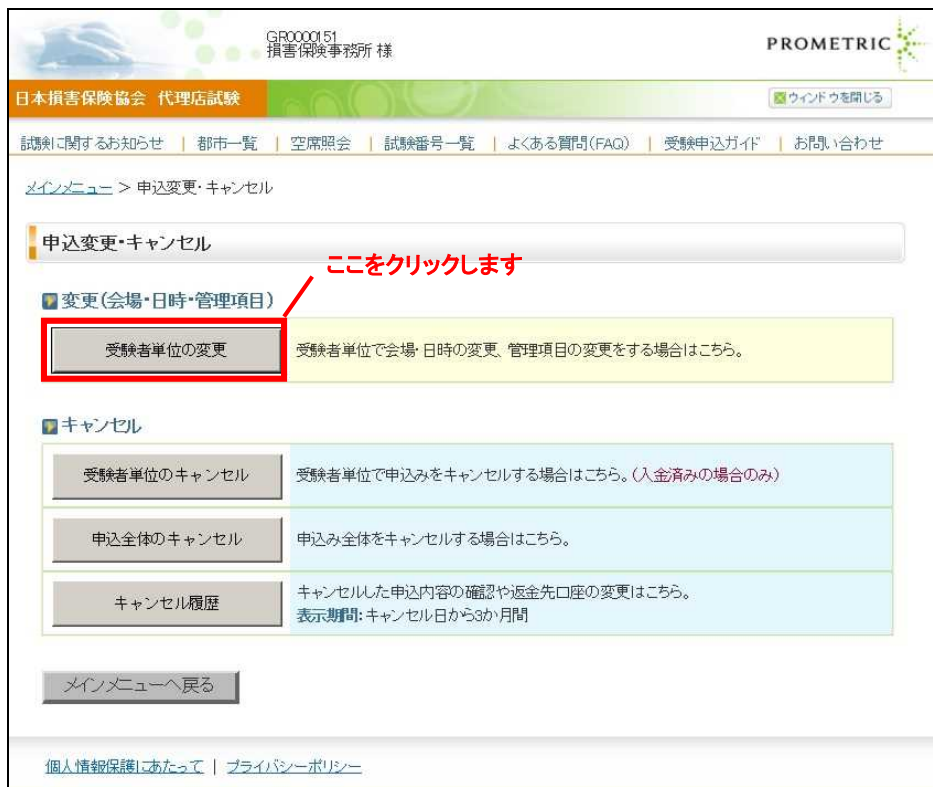 GR0000151
損害保険事務所 様
PROMETRIC
日本損害保険協会 代理店試験
ウィンドウを閉じる
試験に関するお知らせ | 都市一覧 | 空席照会 | 試験番号一覧 | よくある質問(FAQ) | 受験申込ガイド | お問い合わせ
メインメニュー > 申込変更・キャンセル
申込変更・キャンセル
ここをクリックします
変更(会場・日時・管理項目)
受験者単位の変更 受験者単位で会場・日時の変更、管理項目の変更をする場合はこちら。
キャンセル
受験者単位のキャンセル 受験者単位で申込みをキャンセルする場合はこちら。(入金済みの場合のみ)
申込全体のキャンセル 申込み全体をキャンセルする場合はこちら。
キャンセル履歴 キャンセルした申込内容の確認や返金先口座の変更はこちら。
表示期間:キャンセル日から3か月間
メインメニューへ戻る
個人情報保護にあたって | プライバシーポリシー